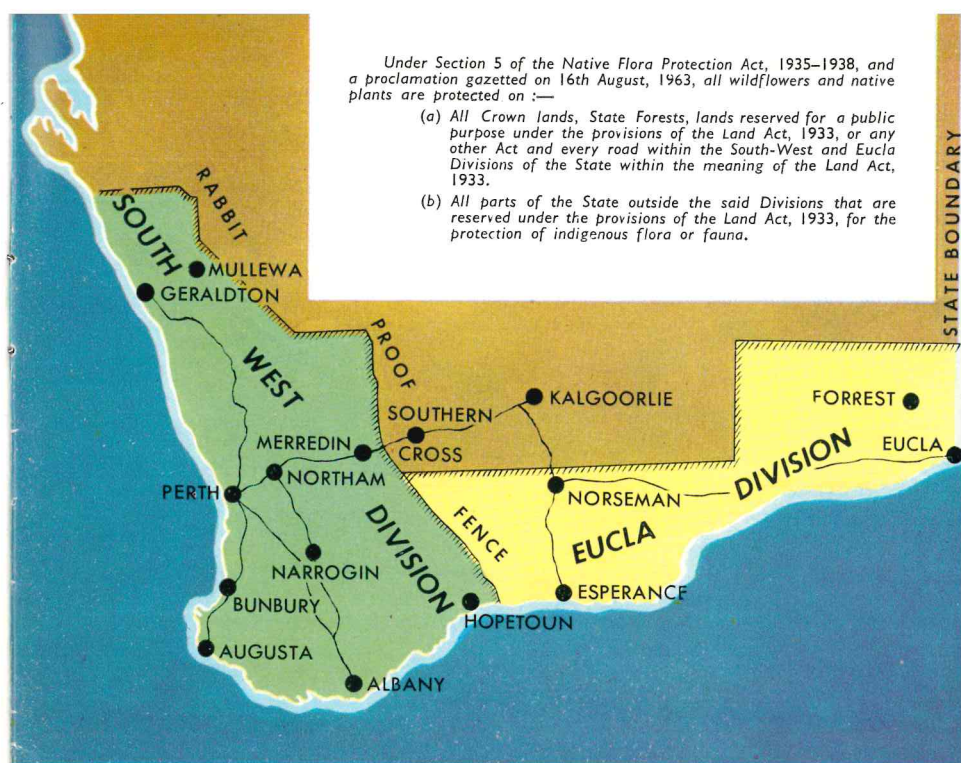 Under Section 5 of the Native Flora Protection Act, 1935–1938, and
a proclamation gazetted on 16th August, 1963, all wildflowers and native
plants are protected on :—
(a) All Crown lands, State Forests, lands reserved for a public
purpose under the provisions of the Land Act, 1933, or any
other Act and every road within the South-West and Eucla
Divisions of the State within the meaning of the Land Act,
1933.
(b) All parts of the State outside the said Divisions that are
reserved under the provisions of the Land Act, 1933, for the
protection of indigenous flora or fauna.
STATE BOUNDARY
RABBIT
PROOF
FENCE
SOUTH
WEST
DIVISION
MULLEWA
GERALDTON
KALGOORLIE
FORREST
SOUTHERN
CROSS
EUCLA
MERREDIN
NORTHAM
PERTH
NORSEMAN
EUCLA
DIVISION
NARROGIN
BUNBURY
ESPERANCE
HOPETOUN
AUGUSTA
ALBANY